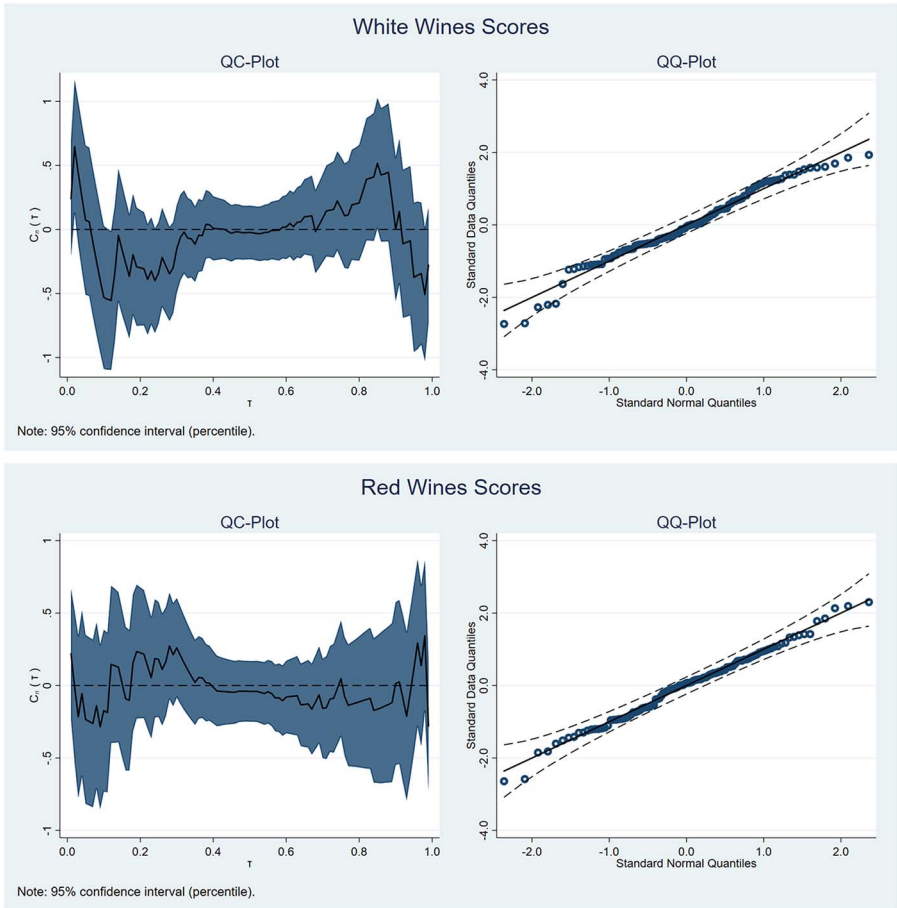 White Wines Scores
QC-Plot
QQ-Plot
Cₙ ( τ )
1
.5
0
-.5
-1
0.0 0.2 0.4 0.6 0.8 1.0
τ
Standard Data Quantiles
4.0
2.0
0.0
-2.0
-4.0
-2.0 -1.0 0.0 1.0 2.0
Standard Normal Quantiles
Note: 95% confidence interval (percentile).
Red Wines Scores
QC-Plot
QQ-Plot
Cₙ ( τ )
1
.5
0
-.5
-1
0.0 0.2 0.4 0.6 0.8 1.0
τ
Standard Data Quantiles
4.0
2.0
0.0
-2.0
-4.0
-2.0 -1.0 0.0 1.0 2.0
Standard Normal Quantiles
Note: 95% confidence interval (percentile).